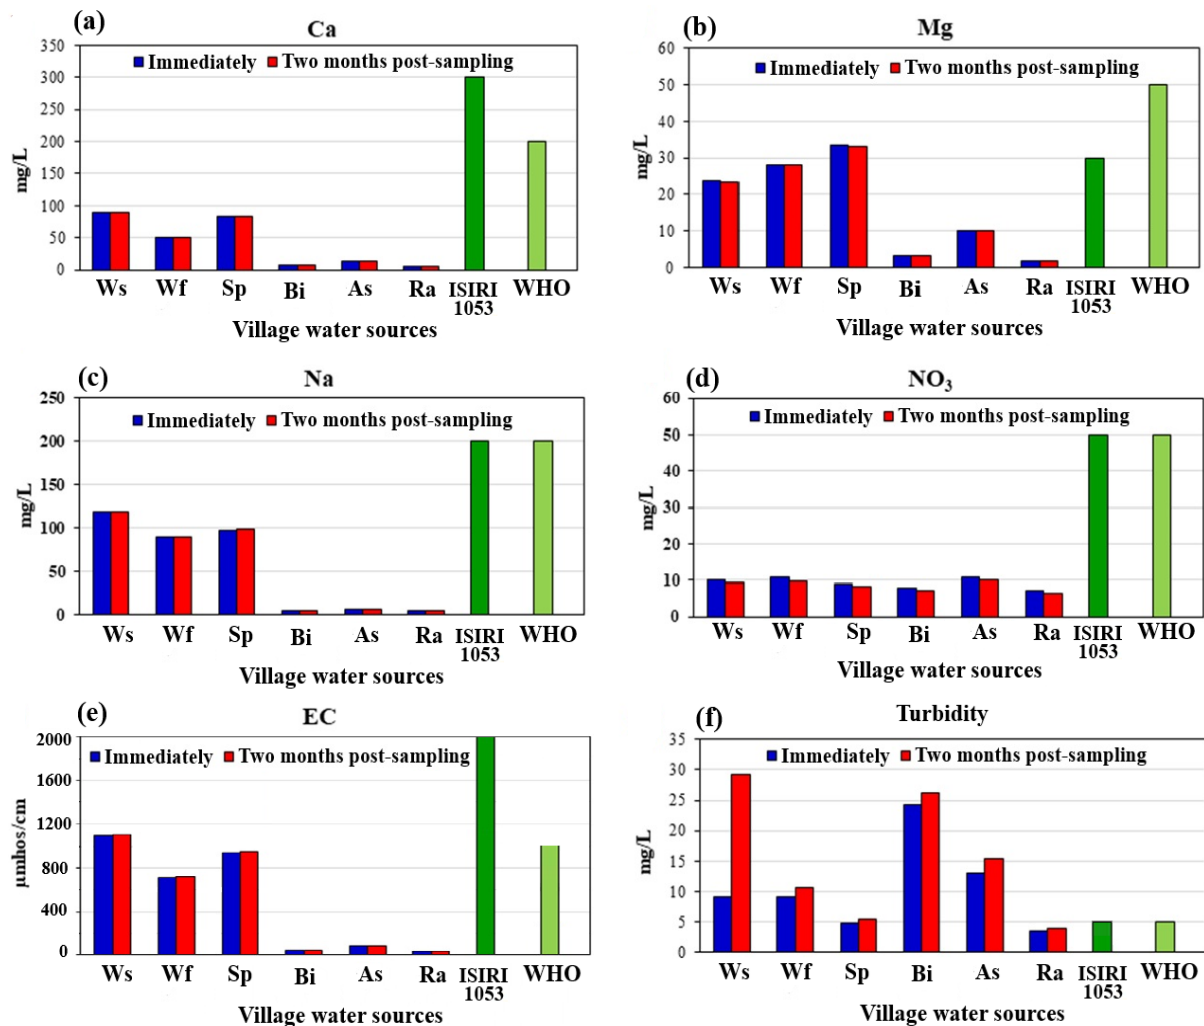 (a)
Ca
Immediately Two months post-sampling
mg/L
350
300
250
200
150
100
50
0
Ws Wf Sp Bi As Ra ISIRI 1053 WHO
Village water sources
(b)
Mg
Immediately Two months post-sampling
mg/L
60
50
40
30
20
10
0
Ws Wf Sp Bi As Ra ISIRI 1053 WHO
Village water sources
(c)
Na
Immediately Two months post-sampling
mg/L
250
200
150
100
50
0
Ws Wf Sp Bi As Ra ISIRI 1053 WHO
Village water sources
(d)
NO₃
Immediately Two months post-sampling
mg/L
60
50
40
30
20
10
0
Ws Wf Sp Bi As Ra ISIRI 1053 WHO
Village water sources
(e)
EC
Immediately Two months post-sampling
µmhos/cm
2000
1600
1200
800
400
0
Ws Wf Sp Bi As Ra ISIRI 1053 WHO
Village water sources
(f)
Turbidity
Immediately Two months post-sampling
mg/L
35
30
25
20
15
10
5
0
Ws Wf Sp Bi As Ra ISIRI 1053 WHO
Village water sources